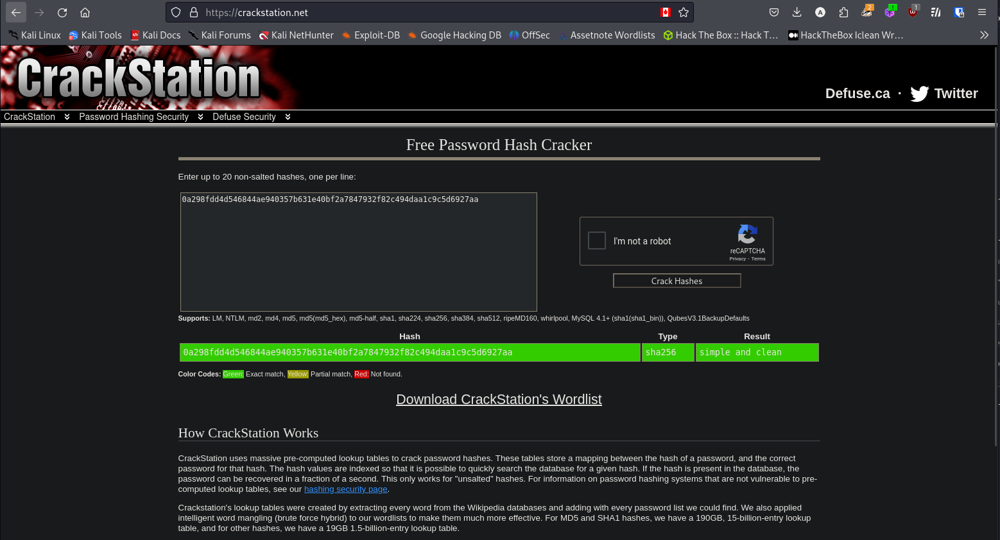 https://crackstation.net
2
1
Kali Linux Kali Tools Kali Docs Kali Forums Kali NetHunter Exploit-DB Google Hacking DB OffSec Assetnote Wordlists Hack The Box :: Hack T... HackTheBox Iclean Wr...
CrackStation
Defuse.ca · Twitter
CrackStation Password Hashing Security Defuse Security
Free Password Hash Cracker
Enter up to 20 non-salted hashes, one per line:
0a298fdd4d546844ae940357b631e40bf2a7847932f82c494daa1c9c5d6927aa
I'm not a robot
reCAPTCHA
Privacy - Terms
Crack Hashes
Supports: LM, NTLM, md2, md4, md5, md5(md5_hex), md5-half, sha1, sha224, sha256, sha384, sha512, ripeMD160, whirlpool, MySQL 4.1+ (sha1(sha1_bin)), QubesV3.1BackupDefaults
Hash Type Result
0a298fdd4d546844ae940357b631e40bf2a7847932f82c494daa1c9c5d6927aa sha256 simple and clean
Color Codes: Green: Exact match, Yellow: Partial match, Red: Not found.
Download CrackStation's Wordlist
How CrackStation Works
CrackStation uses massive pre-computed lookup tables to crack password hashes. These tables store a mapping between the hash of a password, and the correct
password for that hash. The hash values are indexed so that it is possible to quickly search the database for a given hash. If the hash is present in the database, the
password can be recovered in a fraction of a second. This only works for "unsalted" hashes. For information on password hashing systems that are not vulnerable to pre-
computed lookup tables, see our hashing security page.
Crackstation's lookup tables were created by extracting every word from the Wikipedia databases and adding with every password list we could find. We also applied
intelligent word mangling (brute force hybrid) to our wordlists to make them much more effective. For MD5 and SHA1 hashes, we have a 190GB, 15-billion-entry lookup
table, and for other hashes, we have a 19GB 1.5-billion-entry lookup table.